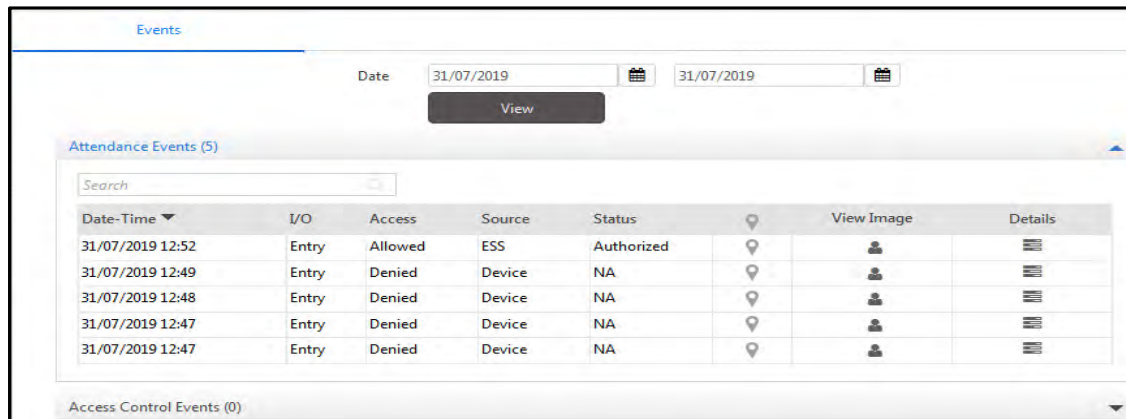 Events
Date 31/07/2019 31/07/2019
View
Attendance Events (5)
Search
Date-Time I/O Access Source Status View Image Details
31/07/2019 12:52 Entry Allowed ESS Authorized
31/07/2019 12:49 Entry Denied Device NA
31/07/2019 12:48 Entry Denied Device NA
31/07/2019 12:47 Entry Denied Device NA
31/07/2019 12:47 Entry Denied Device NA
Access Control Events (0)